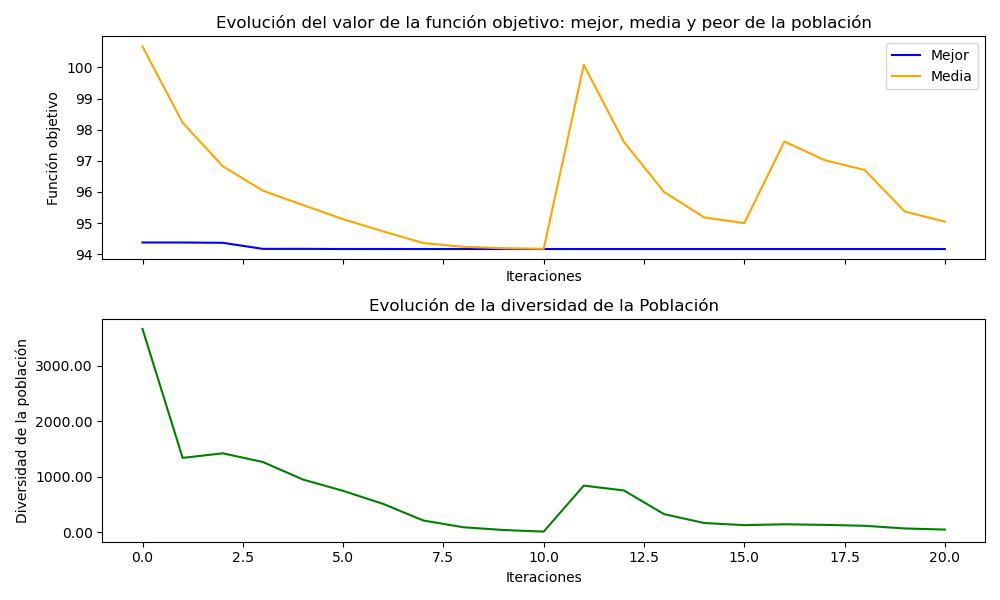 Evolución del valor de la función objetivo: mejor, media y peor de la población
Mejor
Media
100
99
98
97
96
95
94
Función objetivo
Iteraciones
Evolución de la diversidad de la Población
3000.00
2000.00
1000.00
0.00
Diversidad de la población
0.0 2.5 5.0 7.5 10.0 12.5 15.0 17.5 20.0
Iteraciones